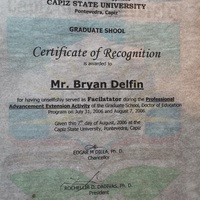 CAPIZ STATE UNIVERSITY
Pontevedra, Capiz
GRADUATE SHOOL
Certificate of Recognition
is awarded to
Mr. Bryan Delfin
for having unselfishly served as Facilitator during the Professional
Advancement Extension Activity of the Graduate School, Doctor of Education
Program on July 31, 2006 and August 7, 2006.
Given this 7th day of August, 2006 at the
Capiz State University, Pontevedra, Capiz.
Ph. D.
Chancellor
Ph. D.
President